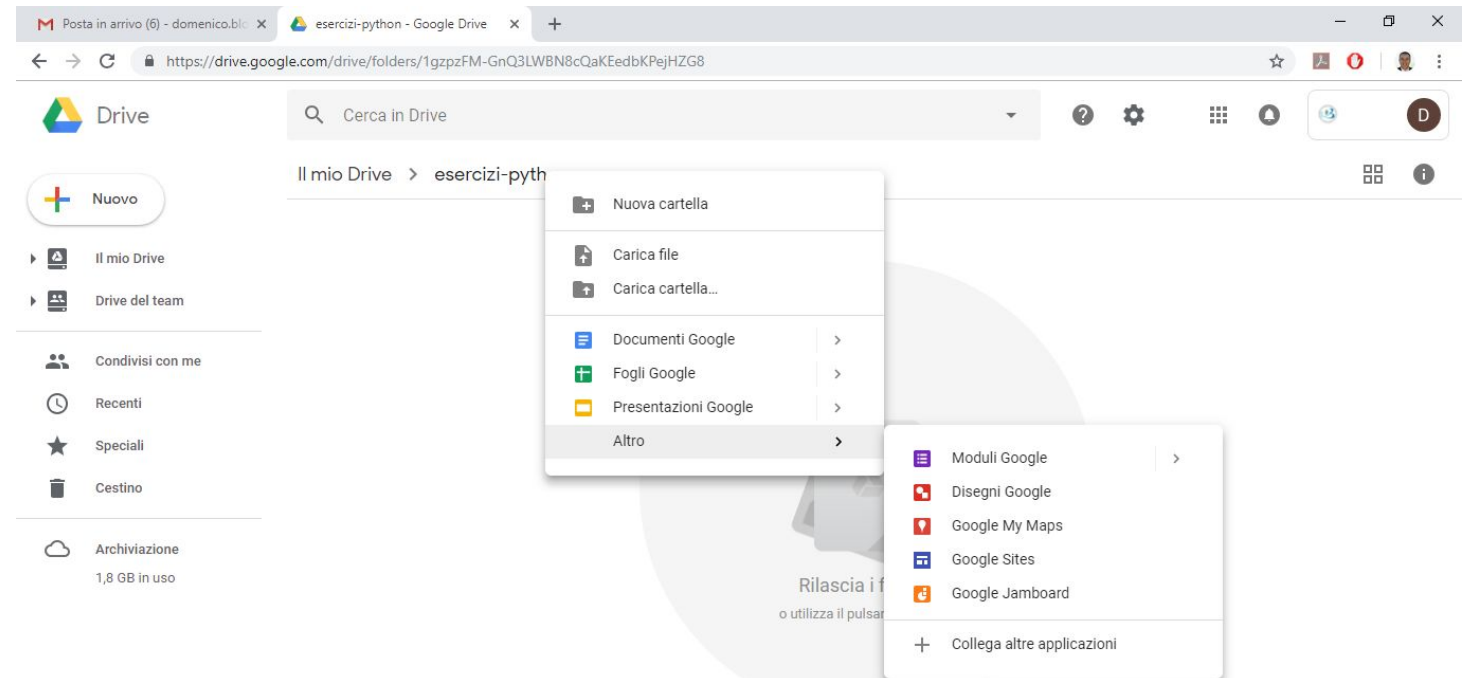 Posta in arrivo (6) - domenico.blo
esercizi-python - Google Drive
https://drive.google.com/drive/folders/1gzpzFM-GnQ3LWBN8cQaKEedbKPejHZG8
Drive
Cerca in Drive
D
Il mio Drive > esercizi-pyth
Nuovo
Il mio Drive
Drive del team
Condivisi con me
Recenti
Speciali
Cestino
Archiviazione
1,8 GB in uso
Nuova cartella
Carica file
Carica cartella...
Documenti Google
Fogli Google
Presentazioni Google
Altro
Moduli Google
Disegni Google
Google My Maps
Google Sites
Google Jamboard
Collega altre applicazioni
Rilascia i f
o utilizza il pulsar